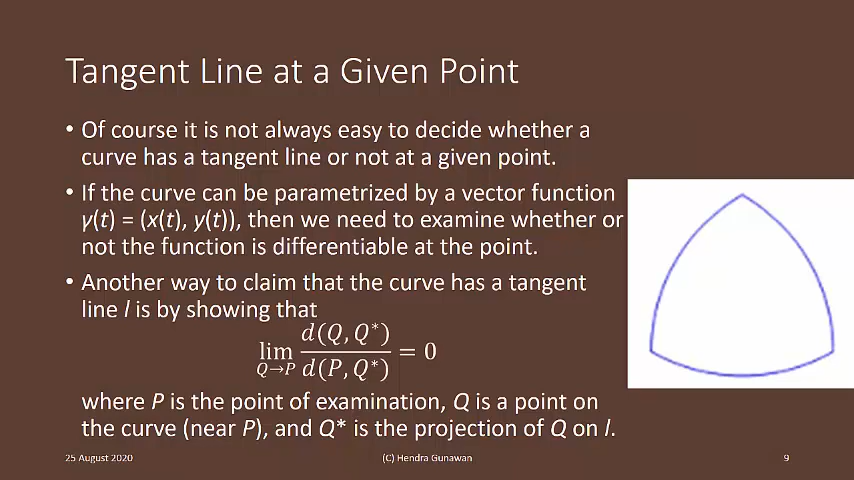 Tangent Line at a Given Point
• Of course it is not always easy to decide whether a
curve has a tangent line or not at a given point.
• If the curve can be parametrized by a vector function
γ(t) = (x(t), y(t)), then we need to examine whether or
not the function is differentiable at the point.
• Another way to claim that the curve has a tangent
line l is by showing that
lim_{Q→P} d(Q, Q*) / d(P, Q*) = 0
where P is the point of examination, Q is a point on
the curve (near P), and Q* is the projection of Q on l.
25 August 2020 (C) Hendra Gunawan 9